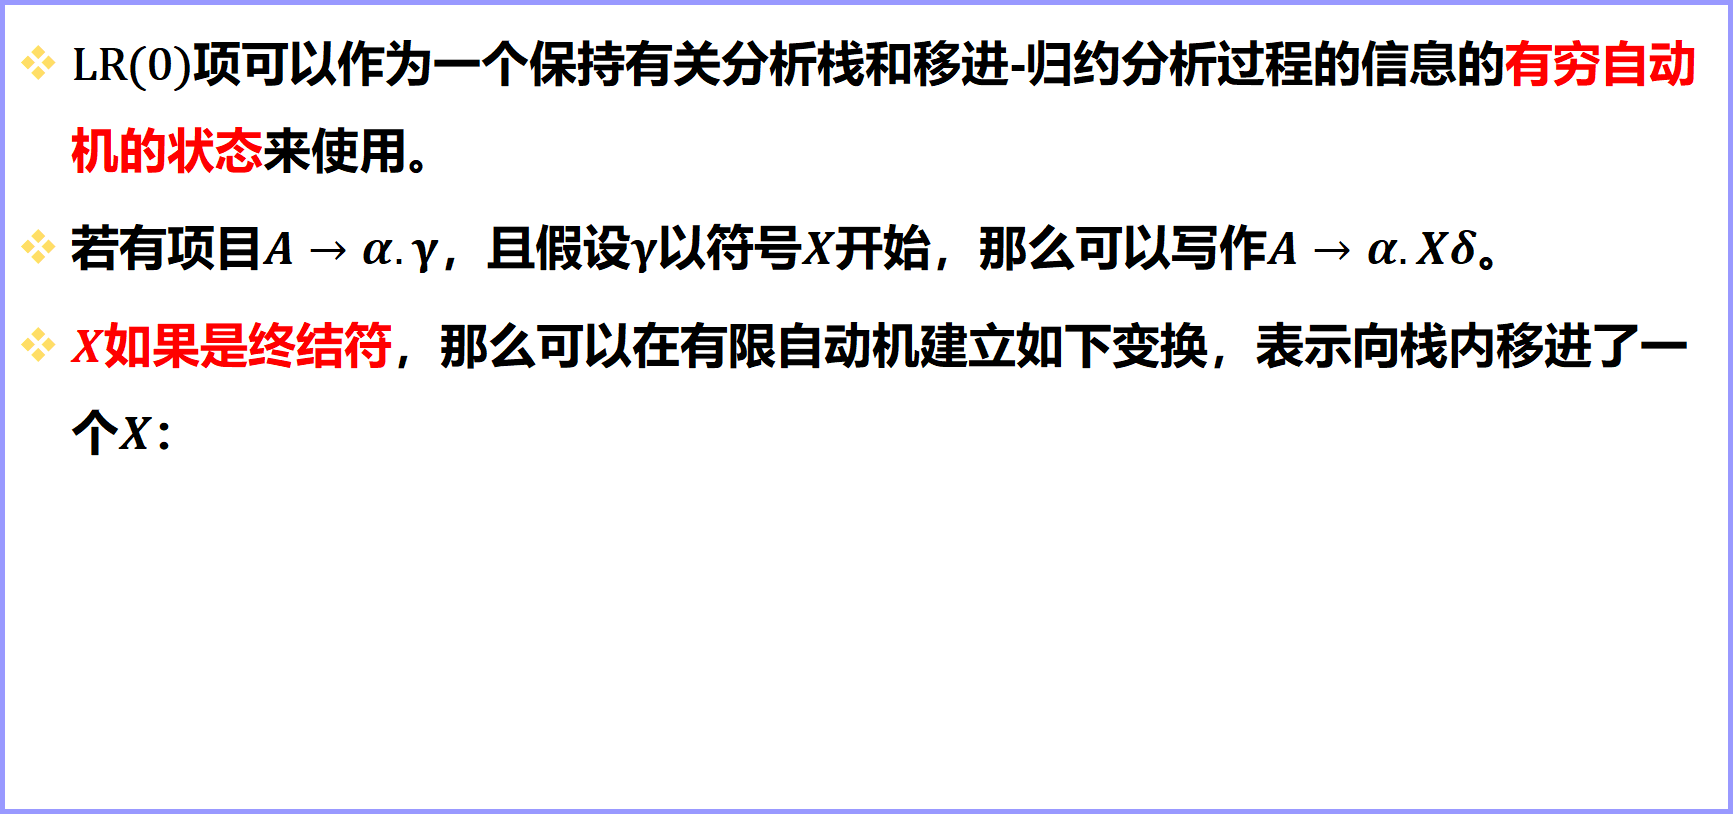 LR(0)项可以作为一个保持有关分析栈和移进-归约分析过程的信息的有穷自动
机的状态来使用。
若有项目A → α.γ，且假设γ以符号X开始，那么可以写作A → α.Xδ。
X如果是终结符，那么可以在有限自动机建立如下变换，表示向栈内移进了一
个X：